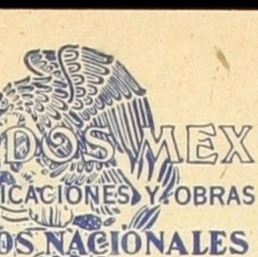 DOS MEX
ICACIONES Y OBRAS
OS NACIONALES